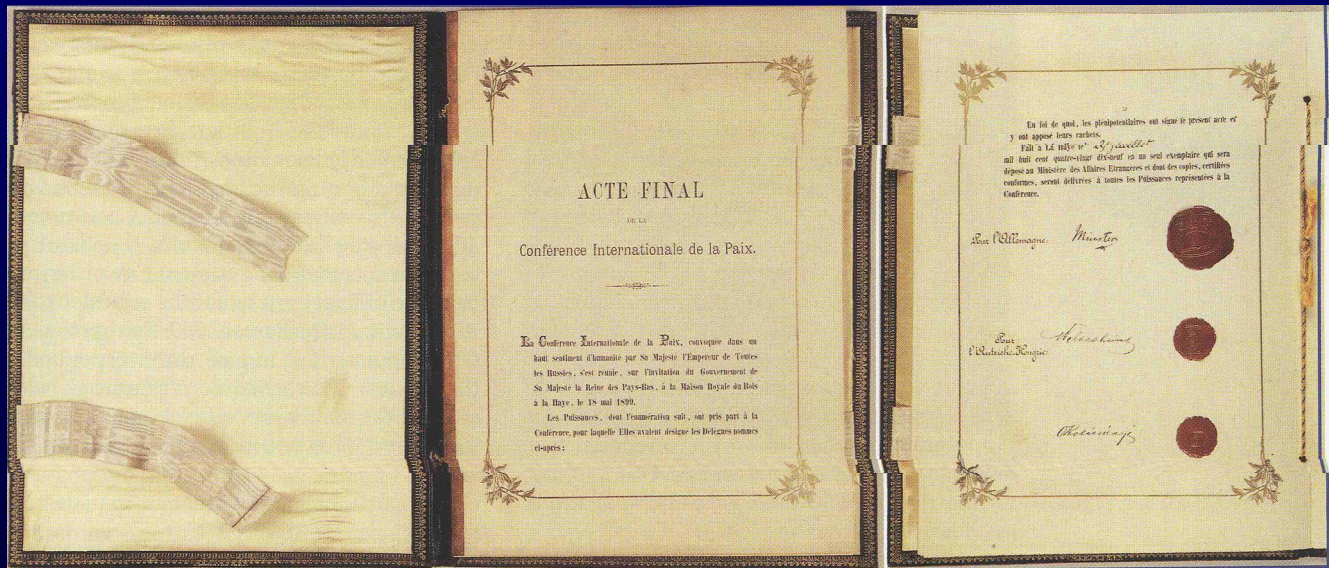 ACTE FINAL
DE LA
Conférence Internationale de la Paix.
La Conférence Internationale de la Paix, convoquée dans un
haut sentiment d'humanité par Sa Majesté l'Empereur de Toutes
les Russies, s'est réunie, sur l'invitation du Gouvernement de
Sa Majesté la Reine des Pays-Bas, à la Maison Royale du Bois
à la Haye, le 18 mai 1899.
Les Puissances, dont l'énumération suit, ont pris part à la
Conférence, pour laquelle Elles avaient désigné les Délégués nommés
ci-après:
En foi de quoi, les plénipotentiaires ont signé le présent acte et
y ont apposé leurs cachets.
Fait à La Haye le juillet
mil huit cent quatre-vingt dix-neuf en un seul exemplaire qui sera
déposé au Ministère des Affaires Etrangères et dont des copies, certifiées
conformes, seront délivrées à toutes les Puissances représentées à la
Conférence.
Pour l'Allemagne: Münster
Pour
l'Autriche-Hongrie: Welsersheimb